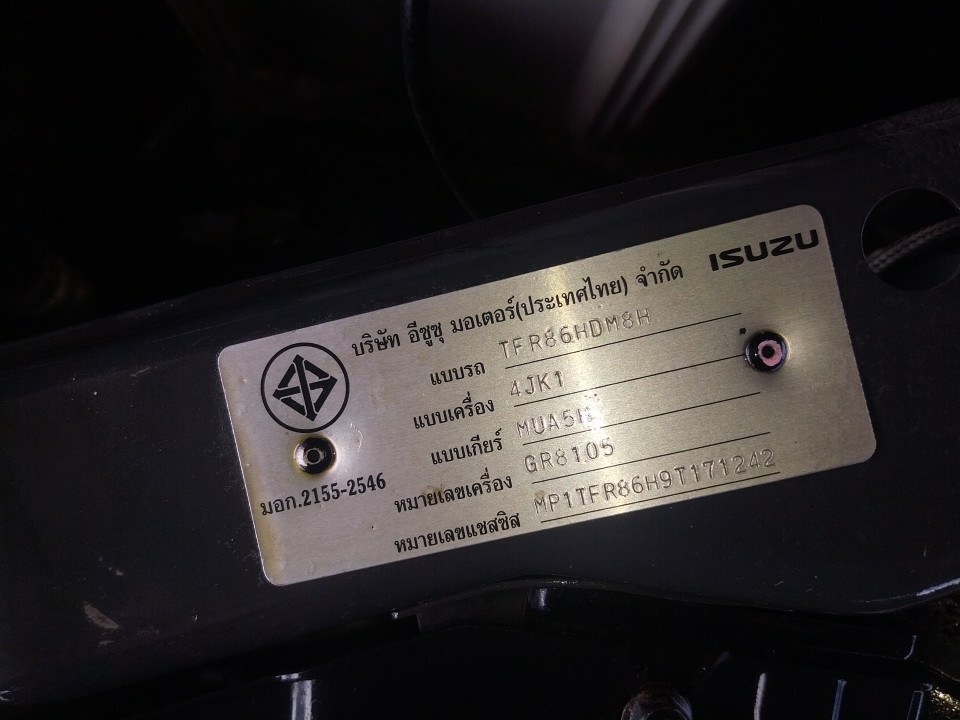 ISUZU
บริษัท อีซูซุ มอเตอร์(ประเทศไทย) จำกัด
แบบรถ TFR86HDM8H
แบบเครื่อง 4JK1
แบบเกียร์
หมายเลขเครื่อง GR8105
หมายเลขแชสซิส MP1TFR86H9T171242
มอก.2155-2546